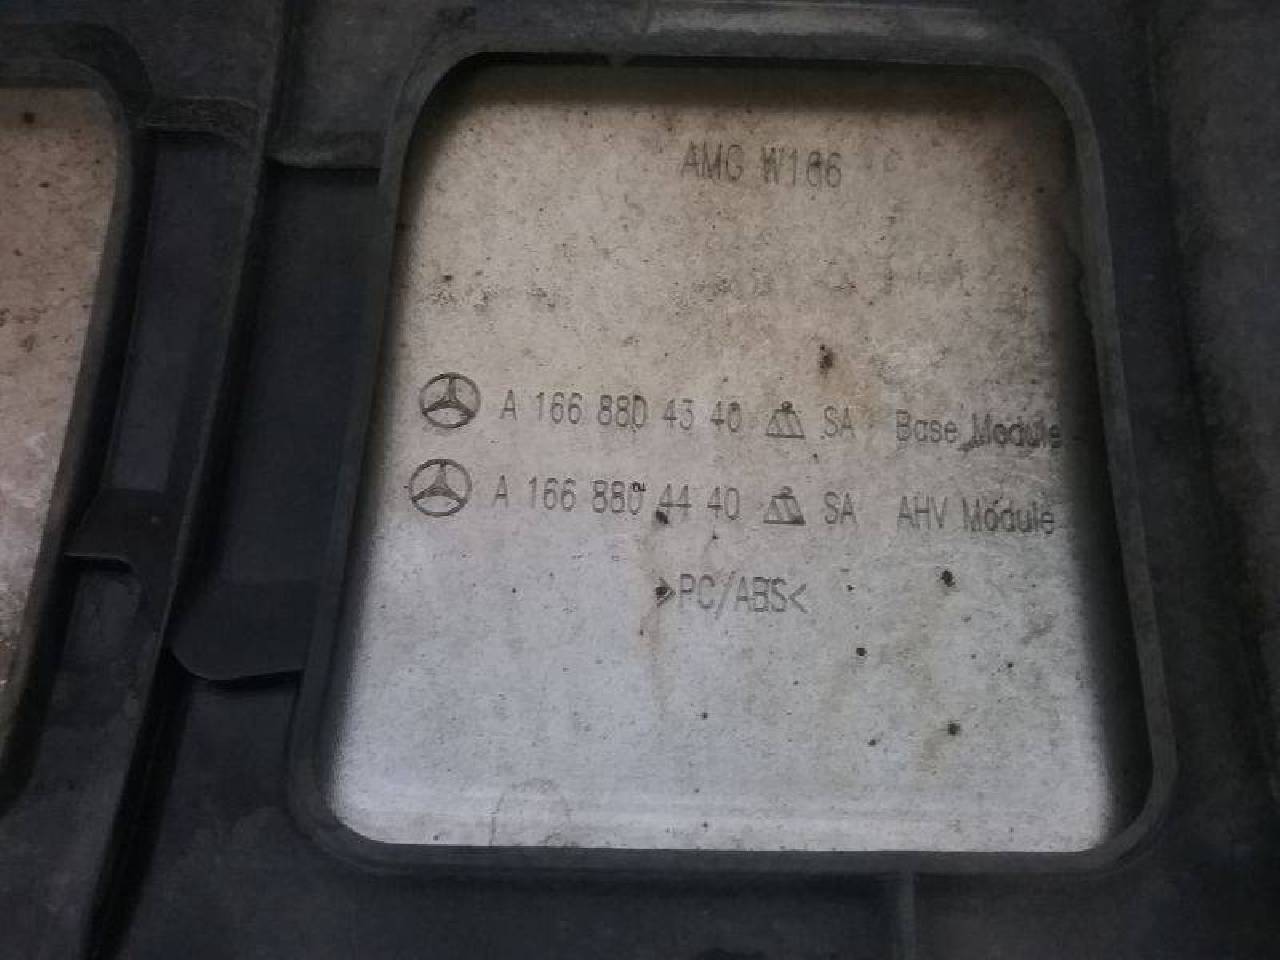 AMG W166
A 166 880 43 40 SA Base Module
A 166 880 44 40 SA AHV Module
>PC/ABS<